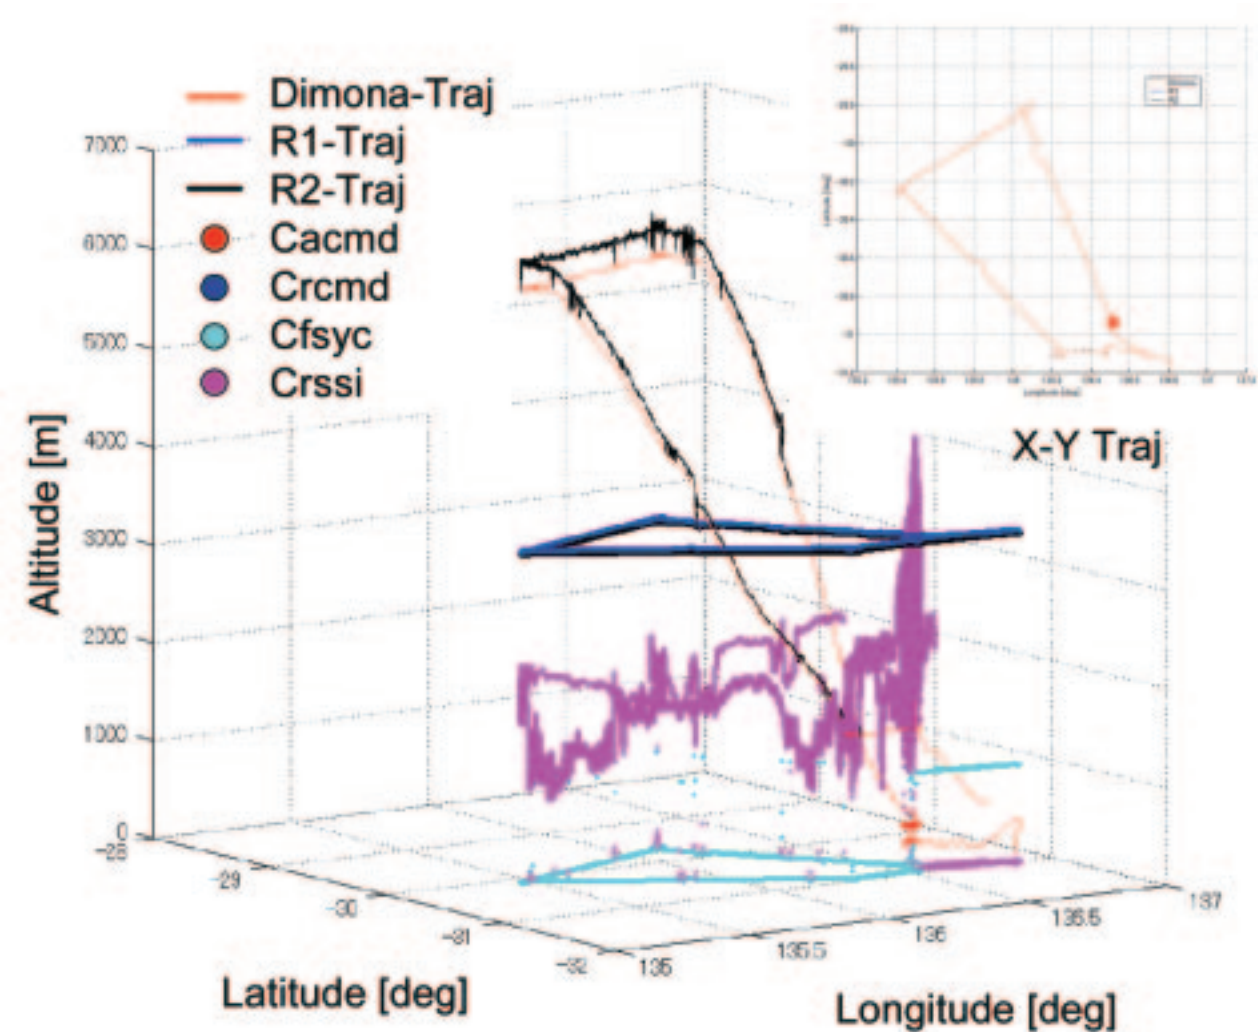 Dimona-Traj
R1-Traj
R2-Traj
Cacmd
Crcmd
Cfsyc
Crssi
X-Y Traj
Altitude [m]
7000
6000
5000
4000
3000
2000
1000
0
-28
-29
-30
-31
-32
Latitude [deg]
135
135.5
136
136.5
137
Longitude [deg]